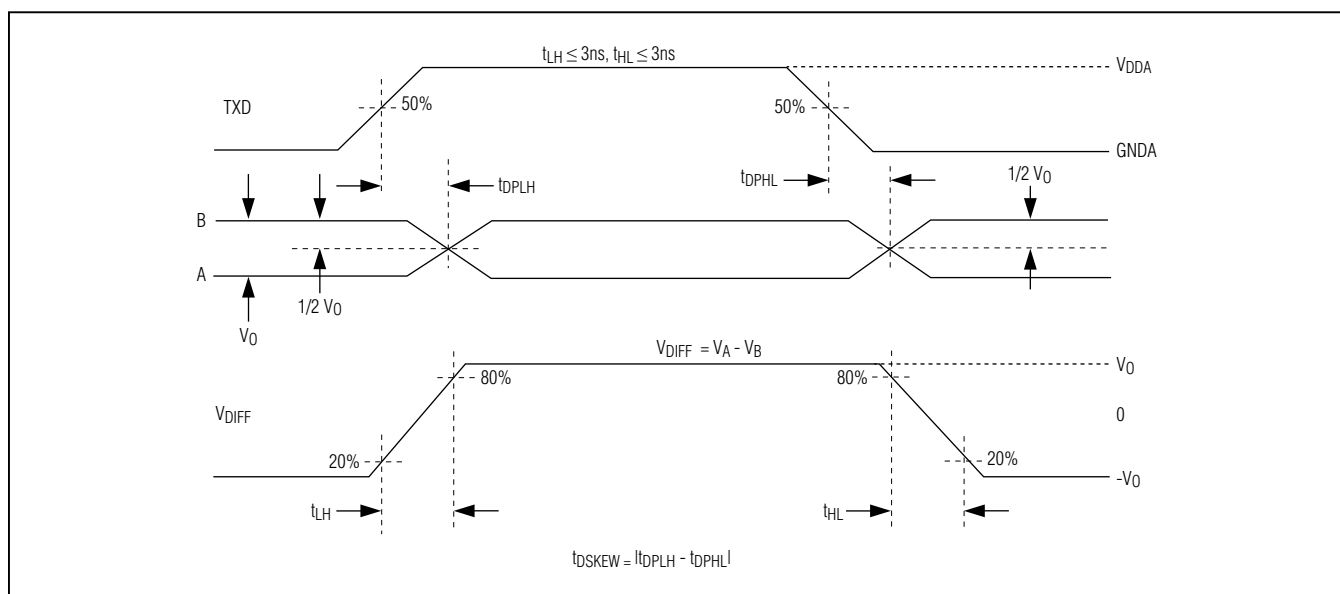 tLH ≤ 3ns, tHL ≤ 3ns
VDDA
TXD
50%
50%
GNDA
tDPLH
tDPHL
1/2 VO
B
A
1/2 VO
VO
VDIFF = VA - VB
VO
80%
80%
VDIFF
0
20%
20%
-VO
tLH
tHL
tDSKEW = |tDPLH - tDPHL|